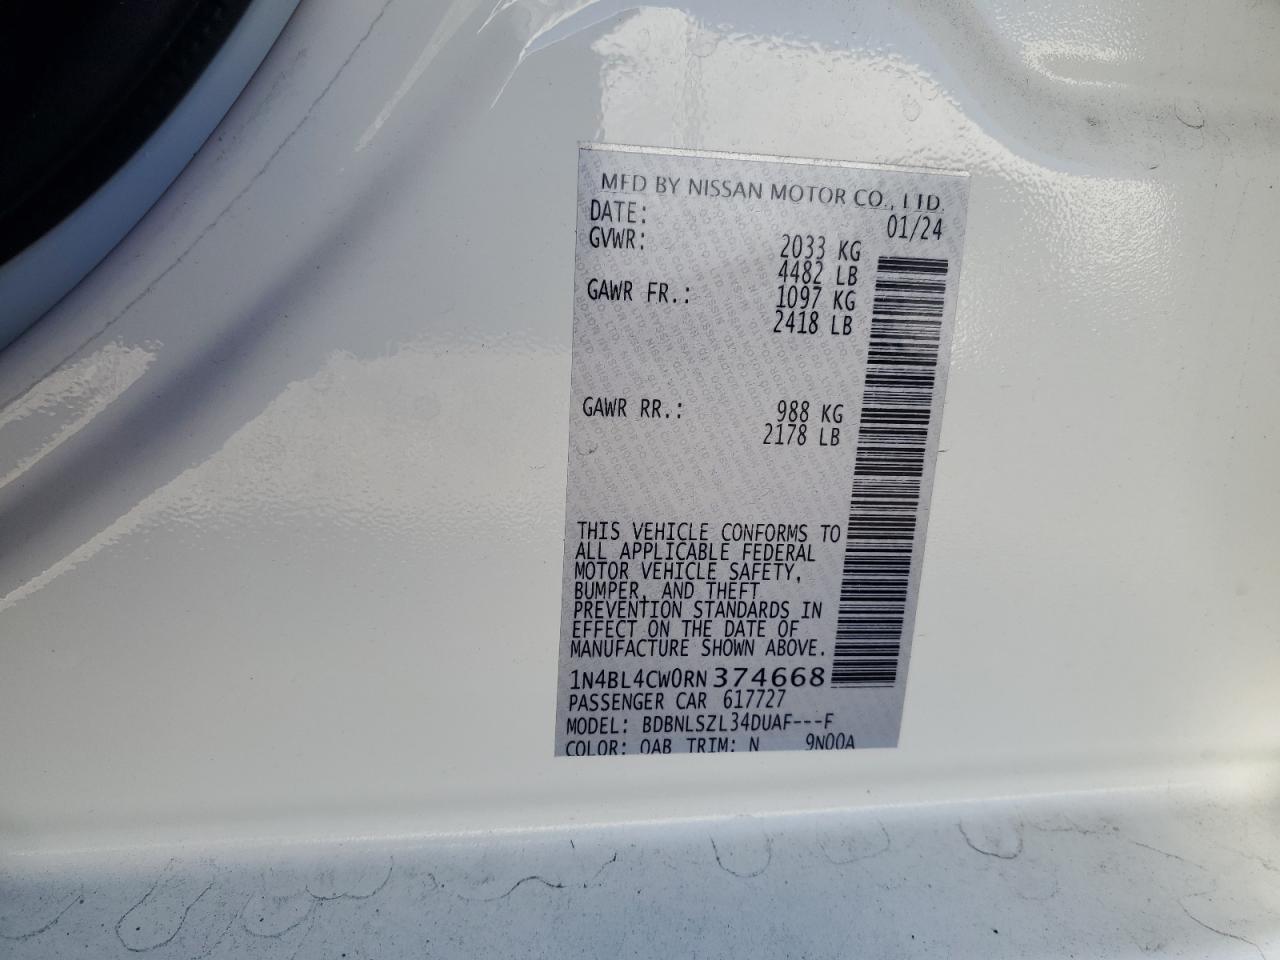 MFD BY NISSAN MOTOR CO., LTD.
DATE: 01/24
GVWR: 2033 KG
4482 LB
GAWR FR.: 1097 KG
2418 LB
GAWR RR.: 988 KG
2178 LB
THIS VEHICLE CONFORMS TO
ALL APPLICABLE FEDERAL
MOTOR VEHICLE SAFETY,
BUMPER, AND THEFT
PREVENTION STANDARDS IN
EFFECT ON THE DATE OF
MANUFACTURE SHOWN ABOVE.
1N4BL4CW0RN374668
PASSENGER CAR 617727
MODEL: BDBNLSZL34DUAF---F
COLOR: QAB TRIM: N 9N00A